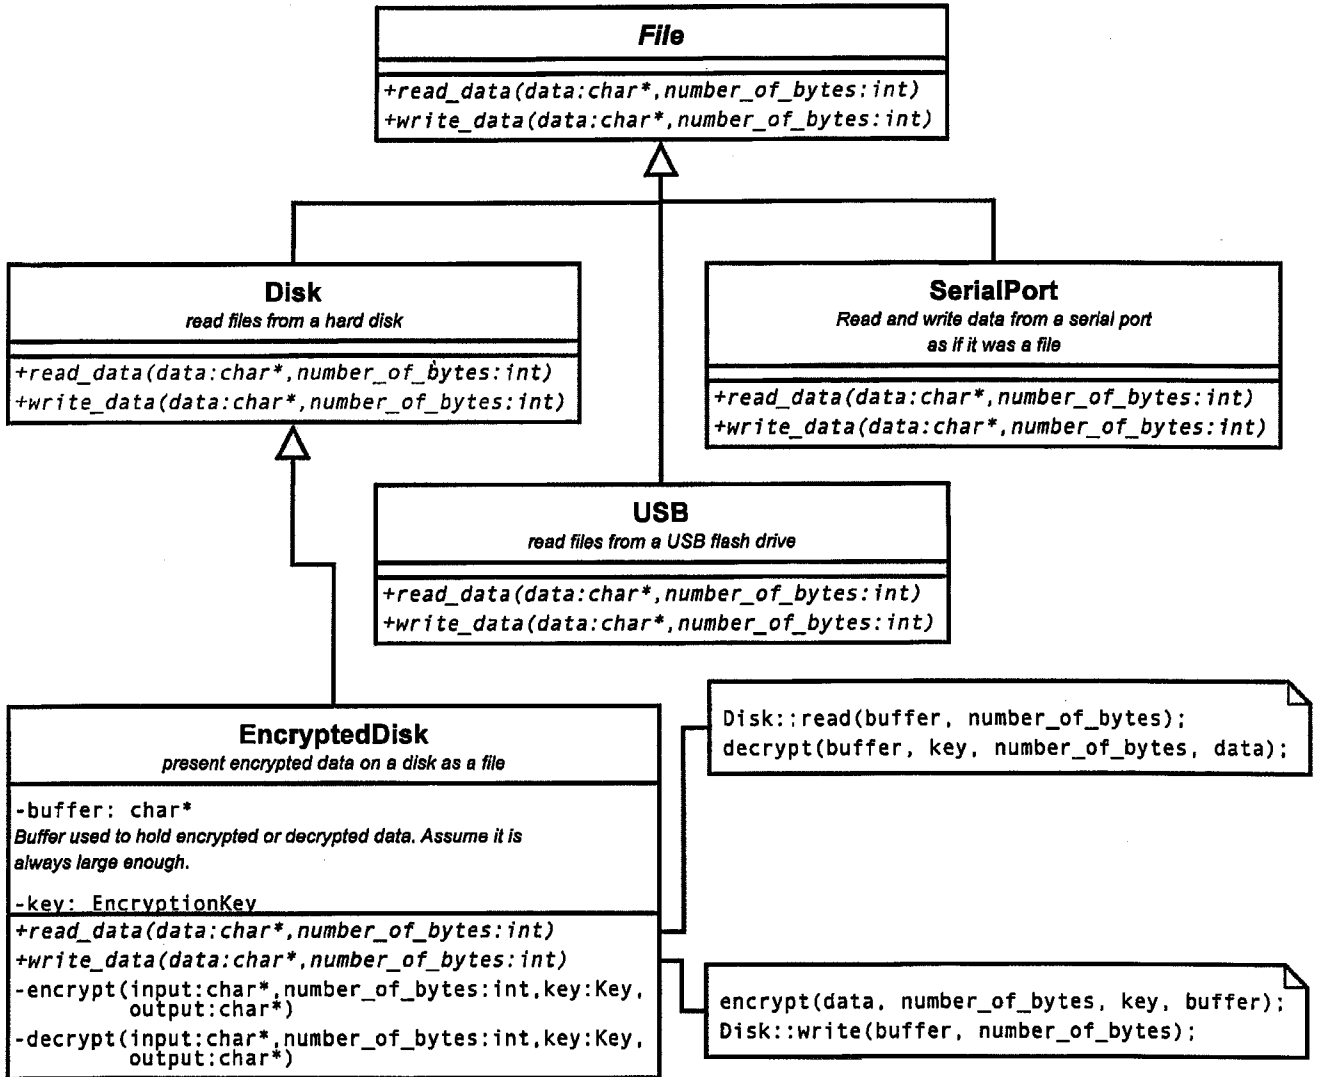 File
+read_data(data:char*,number_of_bytes:int)
+write_data(data:char*,number_of_bytes:int)
Disk
read files from a hard disk
+read_data(data:char*,number_of_bytes:int)
+write_data(data:char*,number_of_bytes:int)
SerialPort
Read and write data from a serial port
as if it was a file
+read_data(data:char*,number_of_bytes:int)
+write_data(data:char*,number_of_bytes:int)
USB
read files from a USB flash drive
+read_data(data:char*,number_of_bytes:int)
+write_data(data:char*,number_of_bytes:int)
EncryptedDisk
present encrypted data on a disk as a file
-buffer: char*
Buffer used to hold encrypted or decrypted data. Assume it is
always large enough.
-key: EncryptionKey
+read_data(data:char*,number_of_bytes:int)
+write_data(data:char*,number_of_bytes:int)
-encrypt(input:char*,number_of_bytes:int,key:Key,
output:char*)
-decrypt(input:char*,number_of_bytes:int,key:Key,
output:char*)
Disk::read(buffer, number_of_bytes);
decrypt(buffer, key, number_of_bytes, data);
encrypt(data, number_of_bytes, key, buffer);
Disk::write(buffer, number_of_bytes);